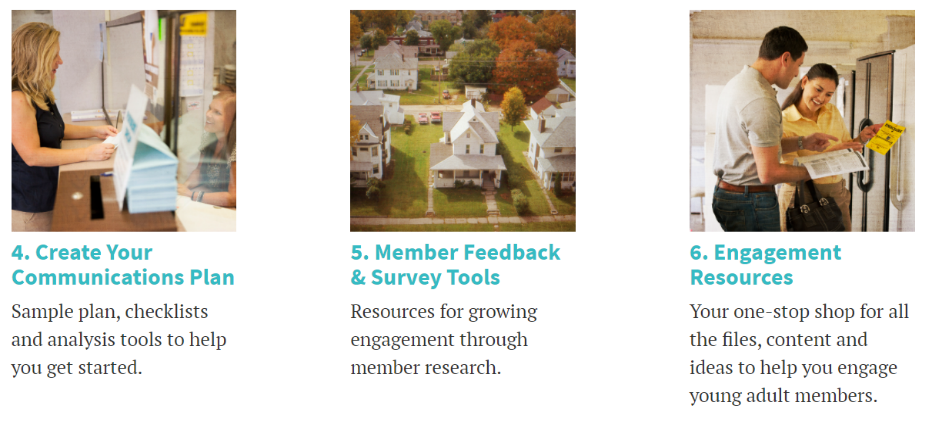 4. Create Your
Communications Plan
Sample plan, checklists
and analysis tools to help
you get started.
5. Member Feedback
& Survey Tools
Resources for growing
engagement through
member research.
6. Engagement
Resources
Your one-stop shop for all
the files, content and
ideas to help you engage
young adult members.